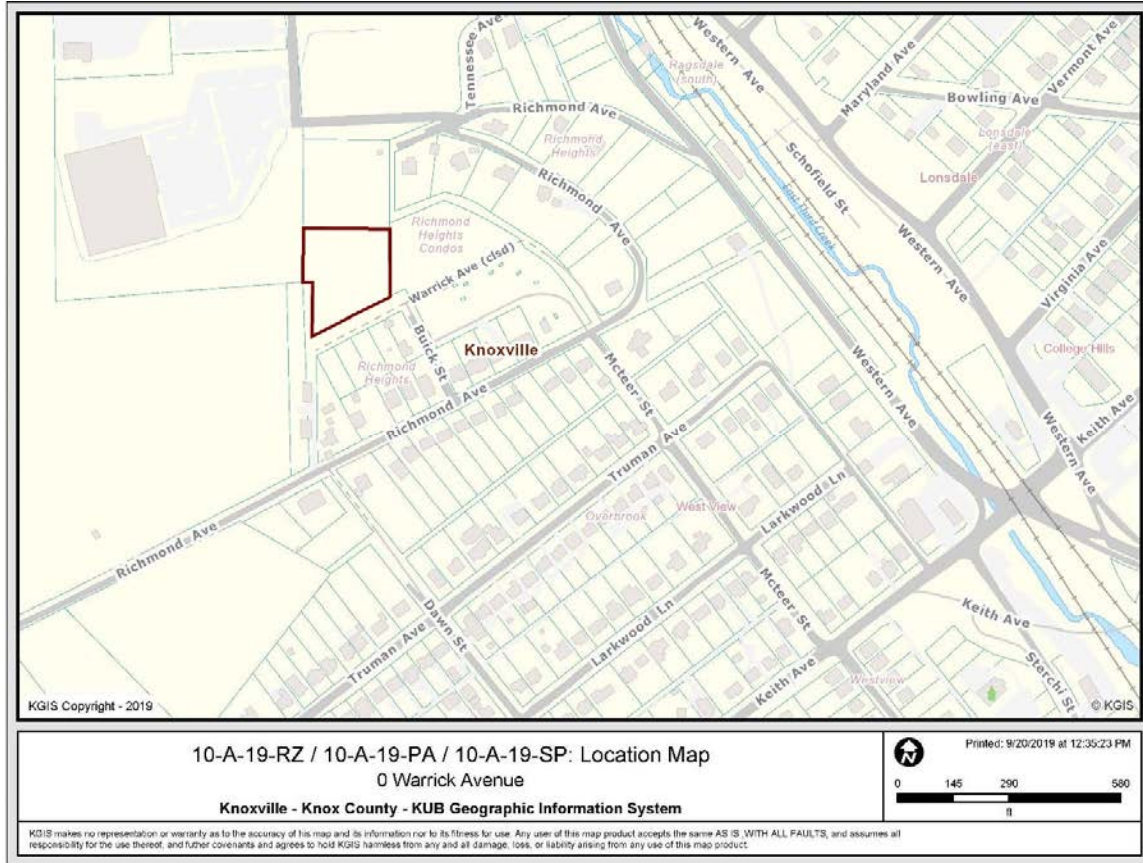 Tennessee Ave
Western Ave
Ragsdale
(south)
Maryland Ave
Vermont Ave
Bowling Ave
Richmond Ave
Richmond
Heights
Schofield St
Lonsdale
(east)
Lonsdale
East Third Creek
Richmond Ave
Richmond
Heights
Condos
Warrick Ave (clsd)
Western Ave
Virginia Ave
Buick St
Knoxville
College Hills
Richmond
Heights
Mcteer St
Western Ave
Western Ave
Keith Ave
Richmond Ave
Truman Ave
Overbrook
West View
Larkwood Ln
Richmond Ave
Mcteer St
Dawn St
Keith Ave
Truman Ave
Larkwood Ln
Keith Ave
Westview
Sterchi St
KGIS Copyright - 2019
© KGIS
10-A-19-RZ / 10-A-19-PA / 10-A-19-SP: Location Map
0 Warrick Avenue
Knoxville - Knox County - KUB Geographic Information System
N
Printed: 9/20/2019 at 12:35:23 PM
0 145 290 580
ft
KGIS makes no representation or warranty as to the accuracy of his map and its information nor to its fitness for use. Any user of this map product accepts the same AS IS ,WITH ALL FAULTS, and assumes all
responsibility for the use thereof, and futher covenants and agrees to hold KGIS harmless from any and all damage, loss, or liability arising from any use of this map product.